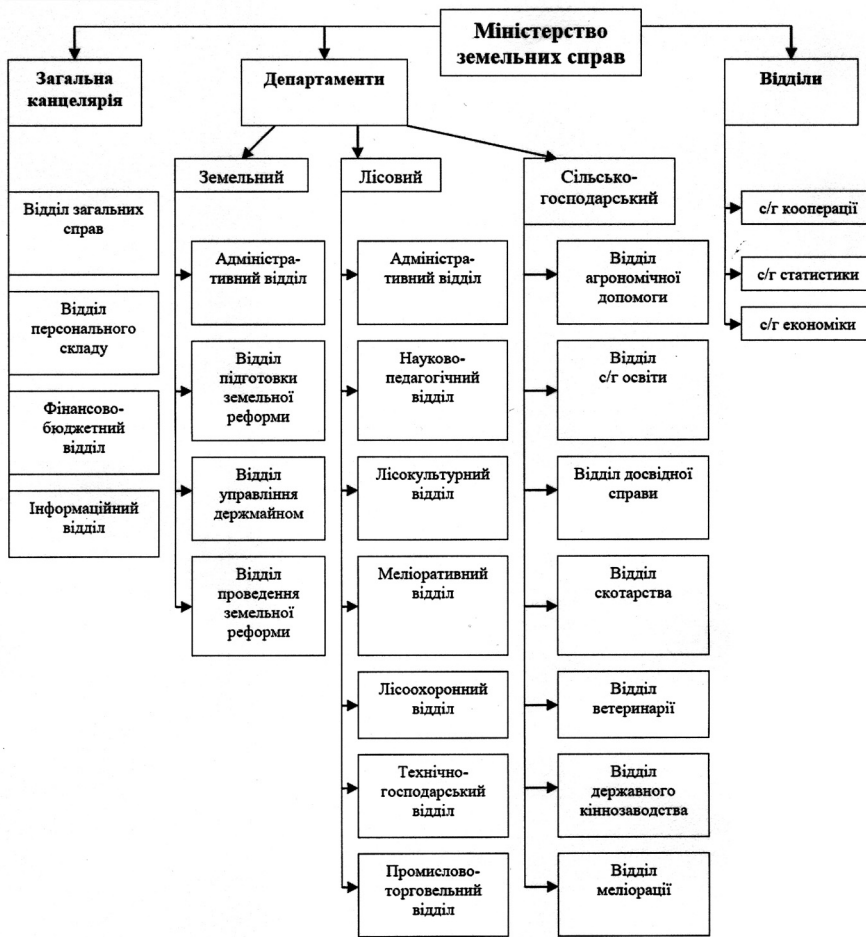 Міністерство
земельних справ
Загальна
канцелярія
Департаменти
Відділи
Земельний
Лісовий
Сільсько-
господарський
Відділ загальних
справ
Відділ
персонального
складу
Фінансово-
бюджетний
відділ
Інформаційний
відділ
Адміністра-
тивний відділ
Відділ
підготовки
земельної
реформи
Відділ
управління
держмайном
Відділ
проведення
земельної
реформи
Адміністра-
тивний відділ
Науково-
педагогічний
відділ
Лісокультурний
відділ
Меліоративний
відділ
Лісоохоронний
відділ
Технічно-
господарський
відділ
Промислово-
торговельний
відділ
Відділ
агрономічної
допомоги
Відділ
с/г освіти
Відділ досвідної
справи
Відділ
скотарства
Відділ
ветеринарії
Відділ
державного
кіннозаводства
Відділ
меліорації
с/г кооперації
с/г статистики
с/г економіки